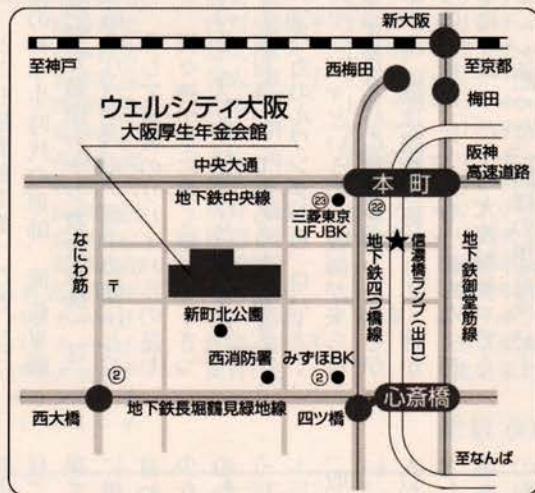 新大阪
至神戸
至京都
西梅田
梅田
ウェルシティ大阪
大阪厚生年金会館
阪神
高速道路
中央大通
本町
地下鉄中央線
㉓
三菱東京
UFJBK
㉒
なにわ筋
〒
地下鉄四つ橋線
信濃橋ランプ(出口)
地下鉄御堂筋線
新町北公園
西消防署
みずほBK
②
②
西大橋
地下鉄長堀鶴見緑地線
四ツ橋
心斎橋
至なんば